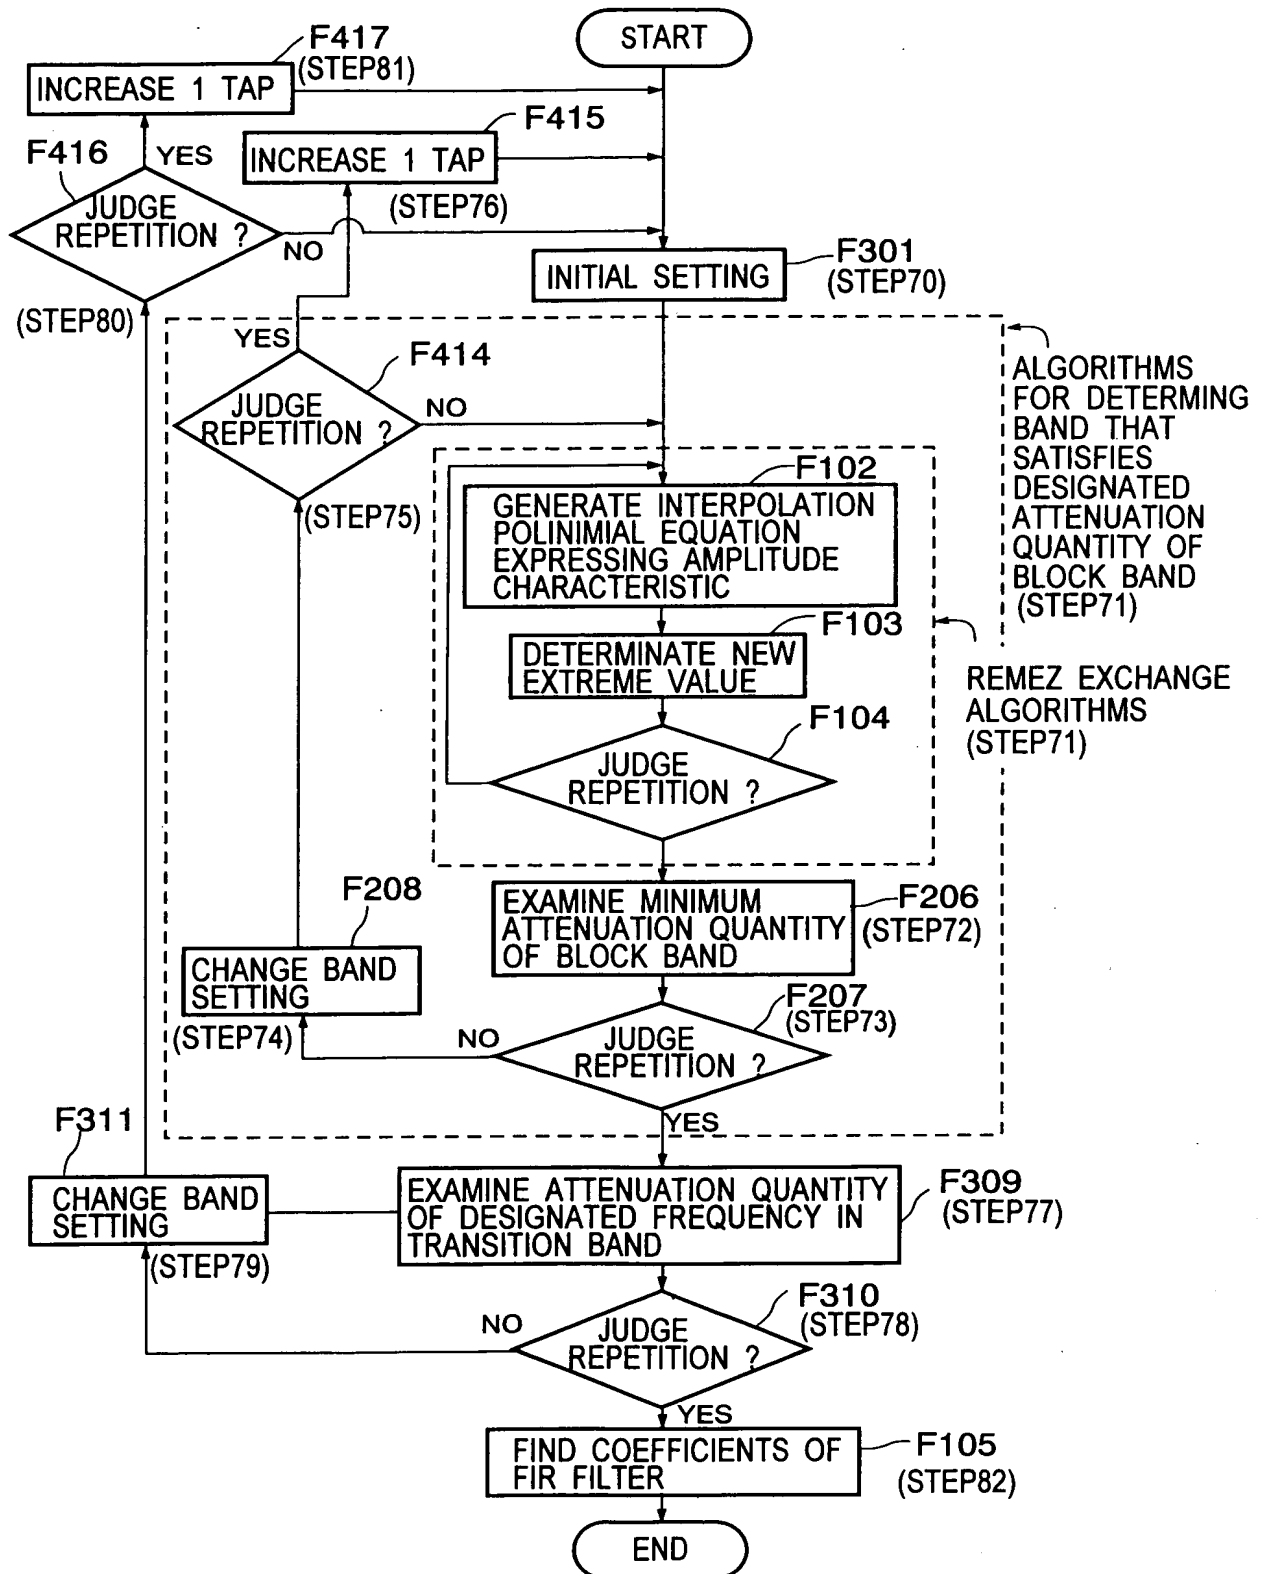 START
F417
(STEP81)
INCREASE 1 TAP
F415
INCREASE 1 TAP
(STEP76)
F416
YES
JUDGE
REPETITION ?
NO
(STEP80)
F301
(STEP70)
INITIAL SETTING
YES
F414
JUDGE
REPETITION ?
NO
(STEP75)
ALGORITHMS
FOR DETERMING
BAND THAT
SATISFIES
DESIGNATED
ATTENUATION
QUANTITY OF
BLOCK BAND
(STEP71)
F102
GENERATE INTERPOLATION
POLINIMIAL EQUATION
EXPRESSING AMPLITUDE
CHARACTERISTIC
F103
DETERMINATE NEW
EXTREME VALUE
REMEZ EXCHANGE
ALGORITHMS
(STEP71)
F104
JUDGE
REPETITION ?
F206
(STEP72)
EXAMINE MINIMUM
ATTENUATION QUANTITY
OF BLOCK BAND
F208
CHANGE BAND
SETTING
(STEP74)
F207
(STEP73)
NO
JUDGE
REPETITION ?
YES
F311
CHANGE BAND
SETTING
(STEP79)
F309
(STEP77)
EXAMINE ATTENUATION QUANTITY
OF DESIGNATED FREQUENCY IN
TRANSITION BAND
F310
(STEP78)
NO
JUDGE
REPETITION ?
YES
FIND COEFFICIENTS OF
FIR FILTER
F105
(STEP82)
END